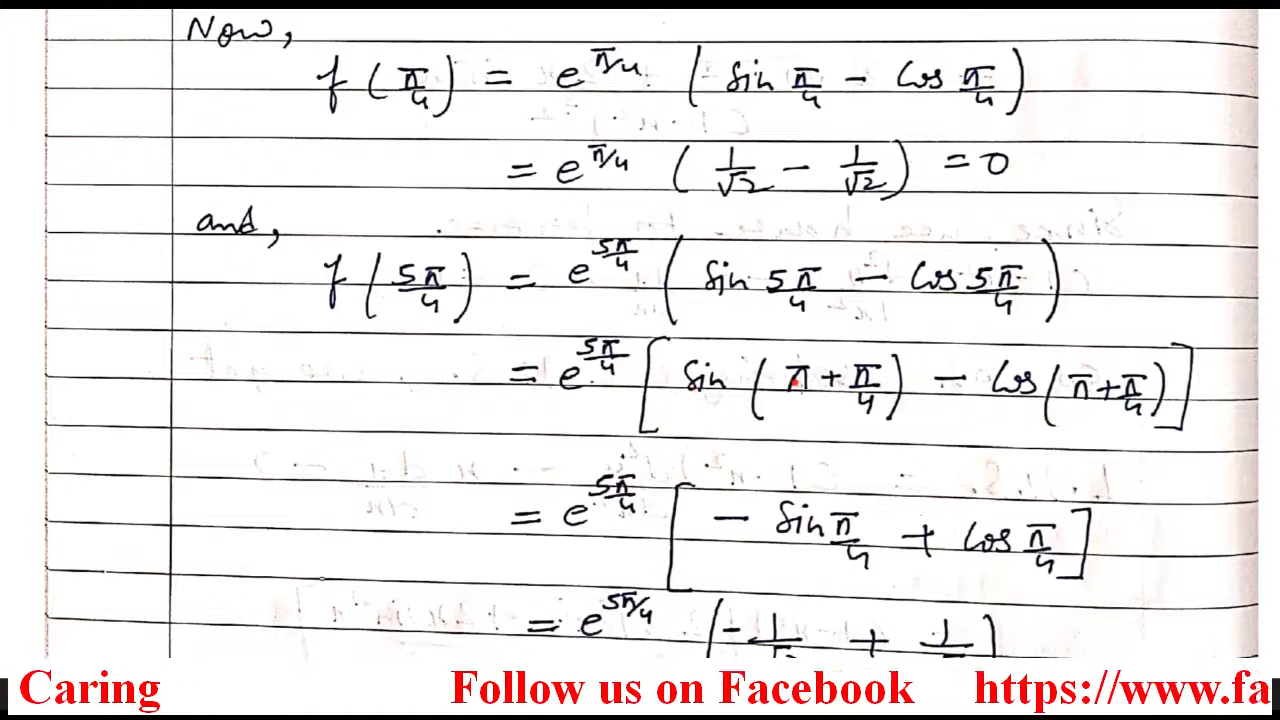 Now,
f(π/4) = e^π/4 (sin π/4 - cos π/4)
= e^π/4 (1/√2 - 1/√2) = 0
and,
f(5π/4) = e^5π/4 (sin 5π/4 - cos 5π/4)
= e^5π/4 [sin (π + π/4) - cos (π + π/4)]
= e^5π/4 [- sin π/4 + cos π/4]
= e^5π/4 (- 1/√2 + 1/
Caring Follow us on Facebook https://www.fa